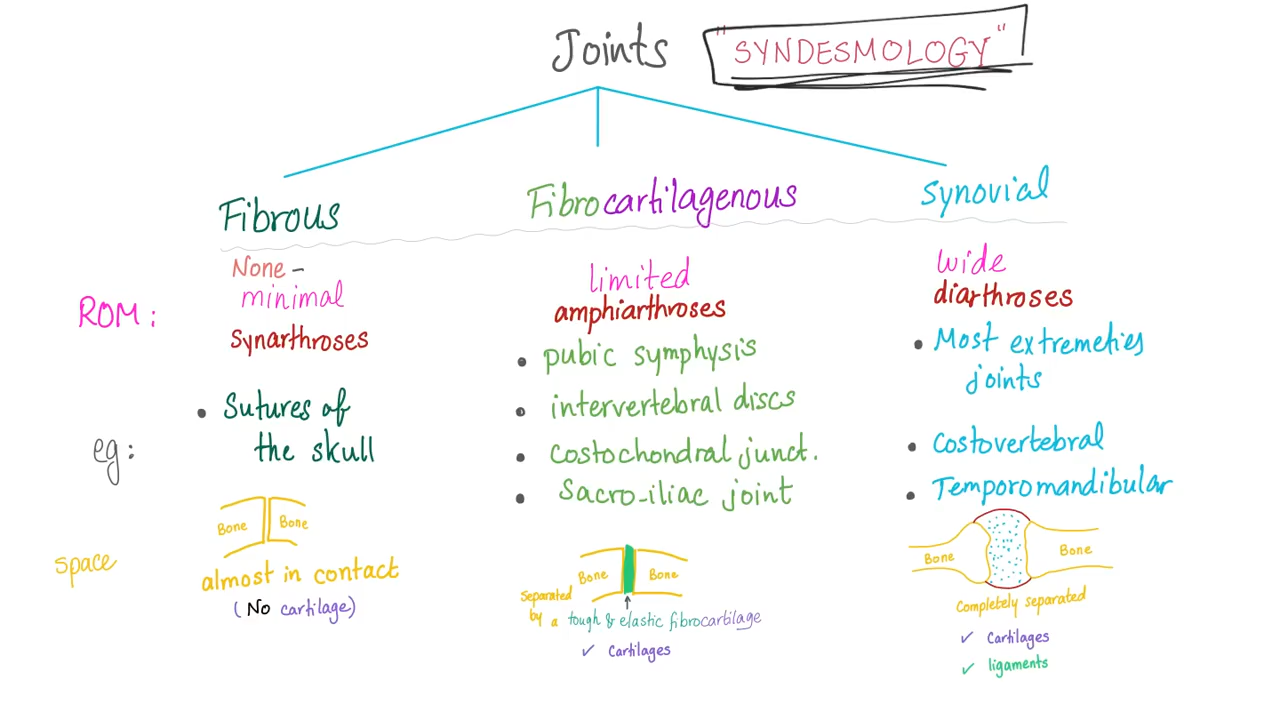 Joints
"SYNDESMOLOGY"
Fibrous
Fibrocartilagenous
Synovial
ROM:
None -
minimal
Synarthroses
limited
amphiarthroses
wide
diarthroses
eg:
• Sutures of
the skull
• pubic symphysis
• intervertebral discs
• Costochondral junct.
• Sacro-iliac joint
• Most extremeties
joints
• Costovertebral
• Temporomandibular
space
Bone
Bone
almost in contact
(No cartilage)
Bone
Bone
Separated
by a tough & elastic fibrocartilage
✓ Cartilages
Bone
Bone
Completely separated
✓ Cartilages
✓ ligaments